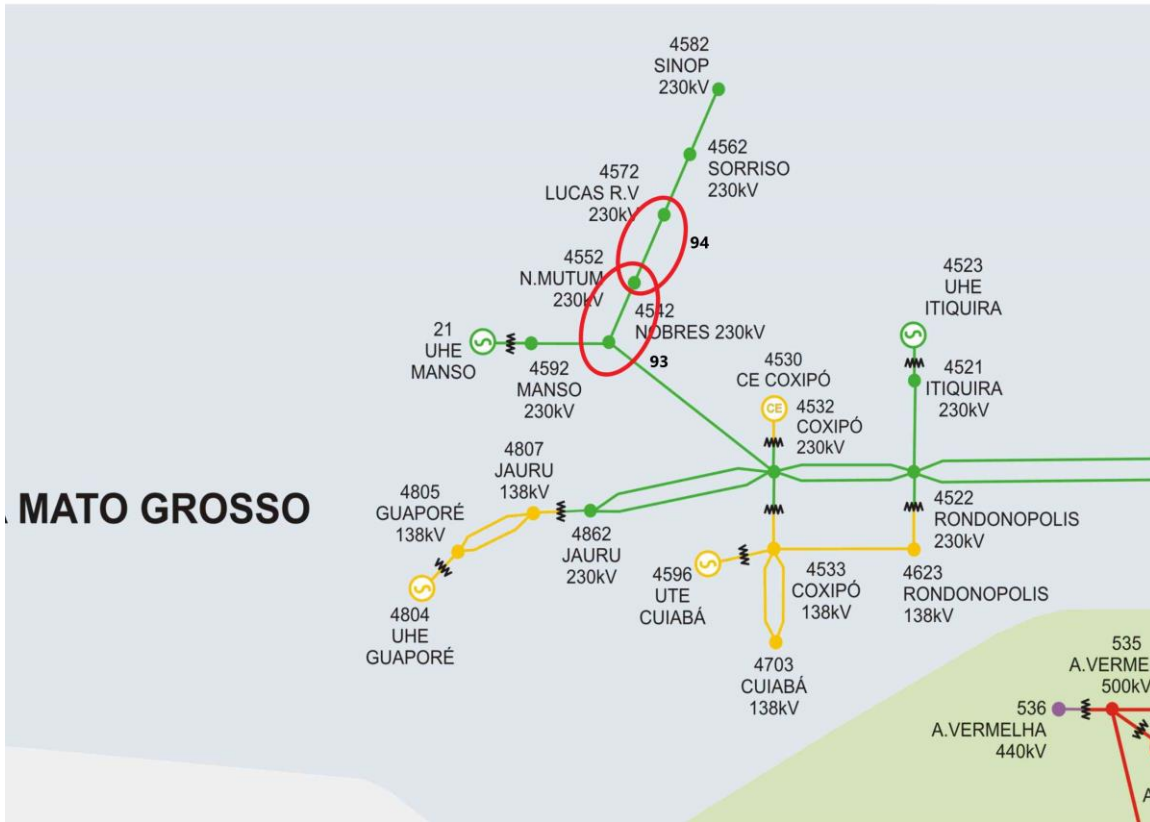 4582
SINOP
230kV
4562
SORRISO
230kV
4572
LUCAS R.V
230kV
94
4552
N.MUTUM
230kV
4542
NOBRES 230kV
93
21
UHE
MANSO
4592
MANSO
230kV
4523
UHE
ITIQUIRA
4521
ITIQUIRA
230kV
4530
CE COXIPÓ
CE
4532
COXIPÓ
230kV
4807
JAURU
138kV
4805
GUAPORÉ
138kV
MATO GROSSO
4862
JAURU
230kV
4522
RONDONOPOLIS
230kV
4596
UTE
CUIABÁ
4533
COXIPÓ
138kV
4623
RONDONOPOLIS
138kV
4804
UHE
GUAPORÉ
4703
CUIABÁ
138kV
535
A.VERME
500kV
536
A.VERMELHA
440kV
A